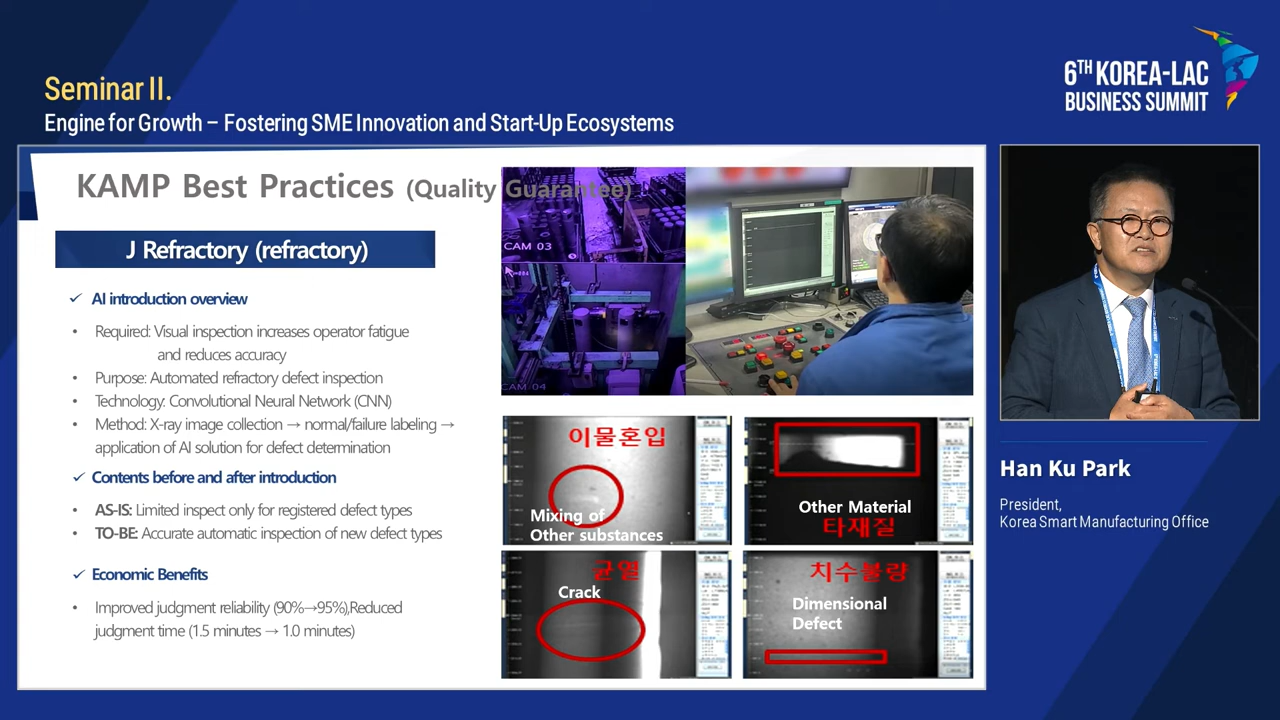 Seminar II.
Engine for Growth – Fostering SME Innovation and Start-Up Ecosystems
6TH KOREA-LAC
BUSINESS SUMMIT
KAMP Best Practices (Quality Guarantee)
J Refractory (refractory)
✓ AI introduction overview
• Required: Visual inspection increases operator fatigue
and reduces accuracy
• Purpose: Automated refractory defect inspection
• Technology: Convolutional Neural Network (CNN)
• Method: X-ray image collection → normal/failure labeling →
application of AI solution for defect determination
✓ Contents before and after introduction
• AS-IS: Limited inspect only for registered defect types
• TO-BE: Accurate automatic inspection of new defect types
✓ Economic Benefits
• Improved judgment reliability (90%→95%),Reduced
judgment time (1.5 minutes → 1.0 minutes)
CAM 03
CAM 04
이물혼입
Mixing of
Other substances
Other Material
타재질
균열
Crack
치수불량
Dimensional
Defect
Han Ku Park
President,
Korea Smart Manufacturing Office